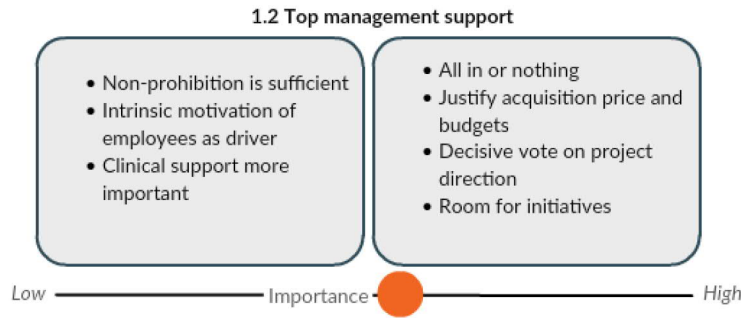 1.2 Top management support
• Non-prohibition is sufficient
• Intrinsic motivation of
employees as driver
• Clinical support more
important
• All in or nothing
• Justify acquisition price and
budgets
• Decisive vote on project
direction
• Room for initiatives
Low Importance High